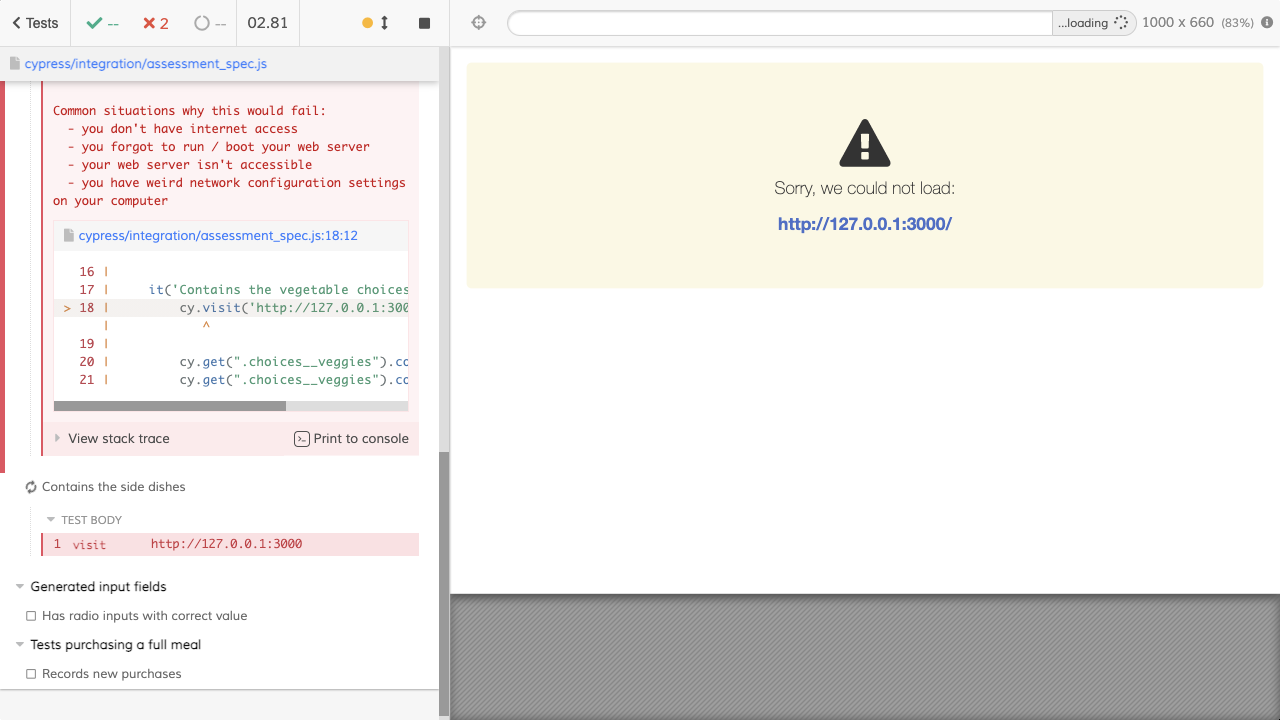 Tests
--
2
--
02.81
...loading
1000 x 660 (83%)
cypress/integration/assessment_spec.js
Common situations why this would fail:
- you don't have internet access
- you forgot to run / boot your web server
- your web server isn't accessible
- you have weird network configuration settings
on your computer
cypress/integration/assessment_spec.js:18:12
16 |
17 | it('Contains the vegetable choices
> 18 | cy.visit('http://127.0.0.1:300
| ^
19 |
20 | cy.get(".choices__veggies").co
21 | cy.get(".choices__veggies").co
View stack trace
Print to console
Contains the side dishes
TEST BODY
1 visit http://127.0.0.1:3000
Generated input fields
Has radio inputs with correct value
Tests purchasing a full meal
Records new purchases
Sorry, we could not load:
http://127.0.0.1:3000/